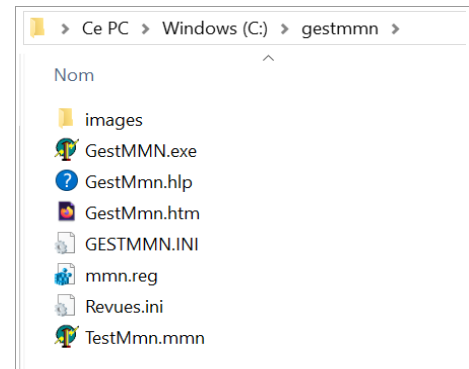 Ce PC > Windows (C:) > gestmmn >
Nom
images
GestMMN.exe
GestMmn.hlp
GestMmn.htm
GESTMMN.INI
mmn.reg
Revues.ini
TestMmn.mmn